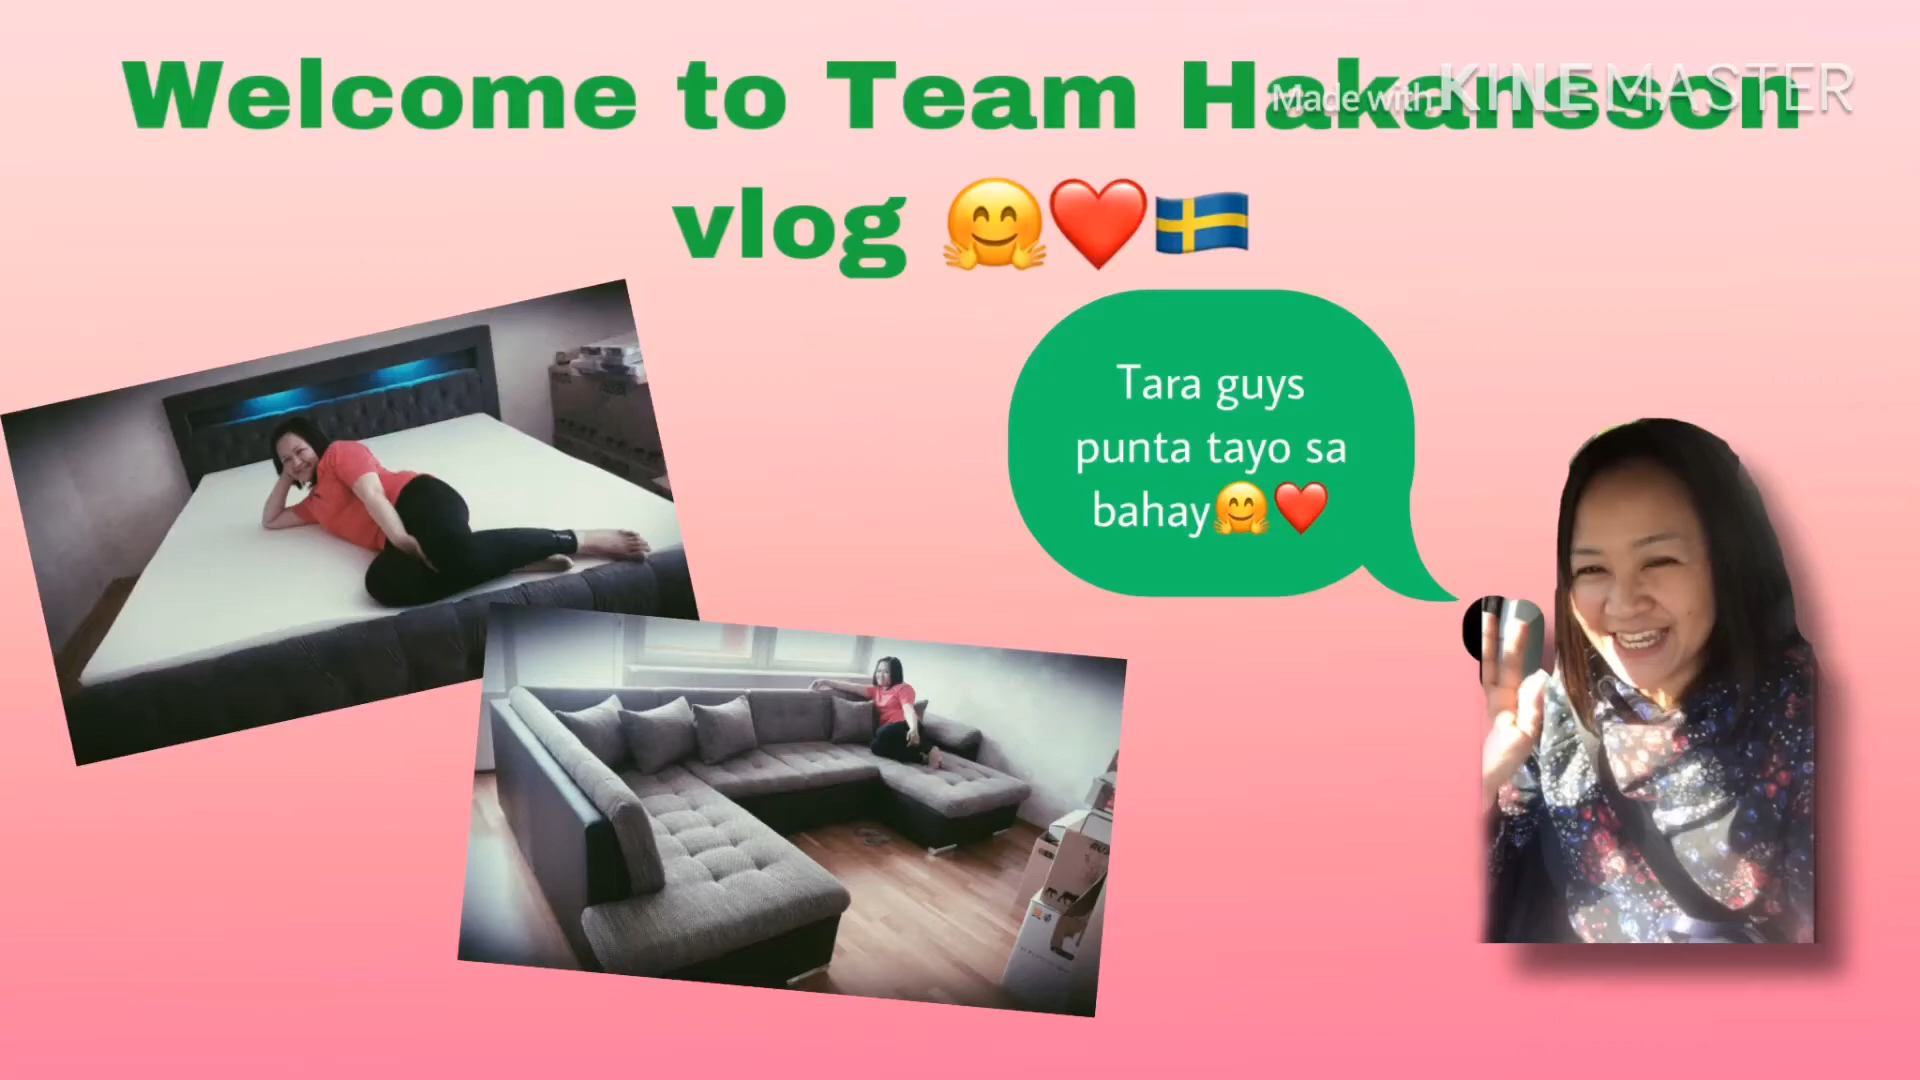 Welcome to Team Hakansson
Made with KINEMASTER
vlog 🤗❤️🇸🇪
Tara guys
punta tayo sa
bahay🤗❤️